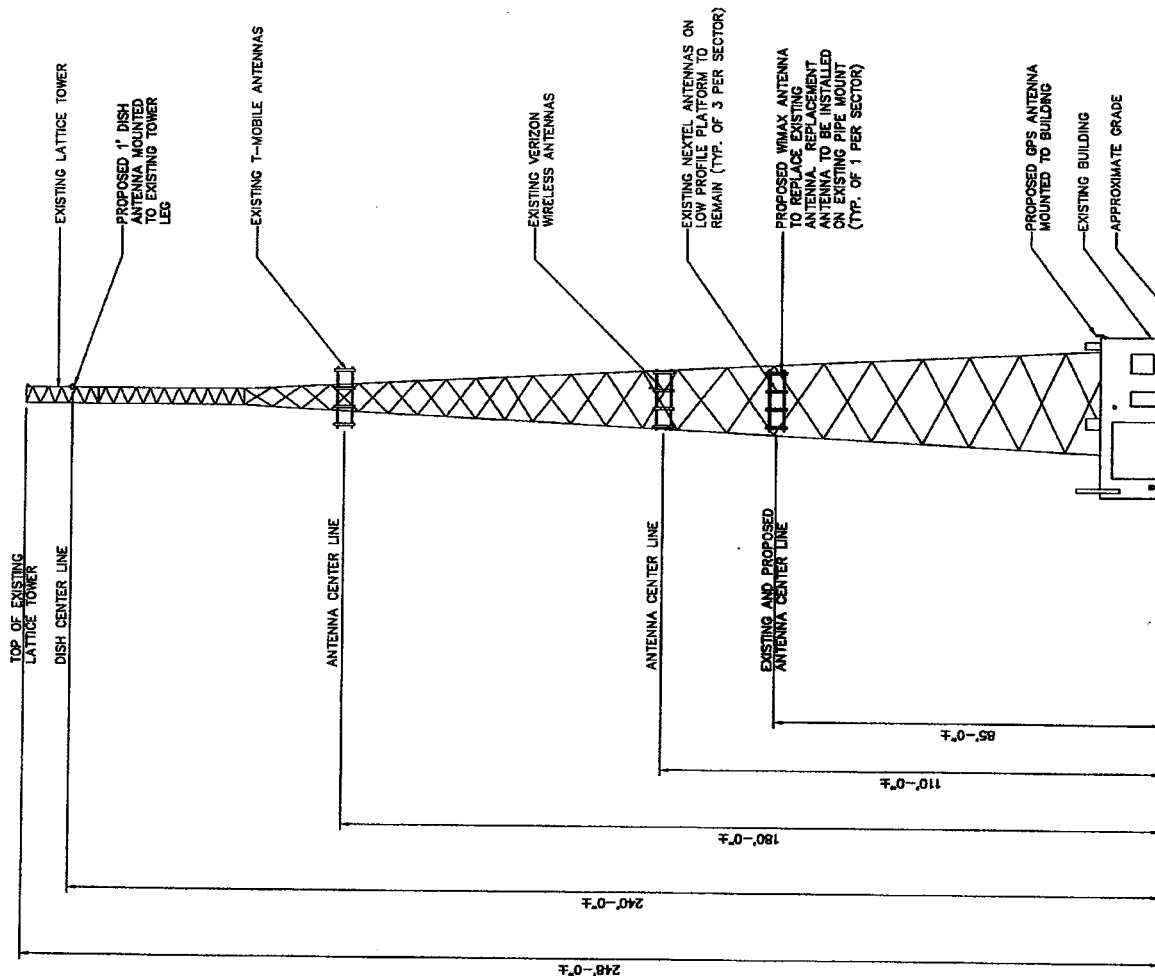 EXISTING LATTICE TOWER
PROPOSED 1' DISH
ANTENNA MOUNTED
TO EXISTING TOWER
LEG
EXISTING T-MOBILE ANTENNAS
EXISTING VERIZON
WIRELESS ANTENNAS
EXISTING NEXTEL ANTENNAS ON
LOW PROFILE PLATFORM TO
REMAIN (TYP. OF 3 PER SECTOR)
PROPOSED WIMAX ANTENNA
TO REPLACE EXISTING
ANTENNA. REPLACEMENT
ANTENNA TO BE INSTALLED
ON EXISTING PIPE MOUNT
(TYP. OF 1 PER SECTOR)
PROPOSED GPS ANTENNA
MOUNTED TO BUILDING
EXISTING BUILDING
APPROXIMATE GRADE
TOP OF EXISTING
LATTICE TOWER
DISH CENTER LINE
ANTENNA CENTER LINE
ANTENNA CENTER LINE
EXISTING AND PROPOSED
ANTENNA CENTER LINE
85'-0"±
110'-0"±
180'-0"±
240'-0"±
248'-0"±